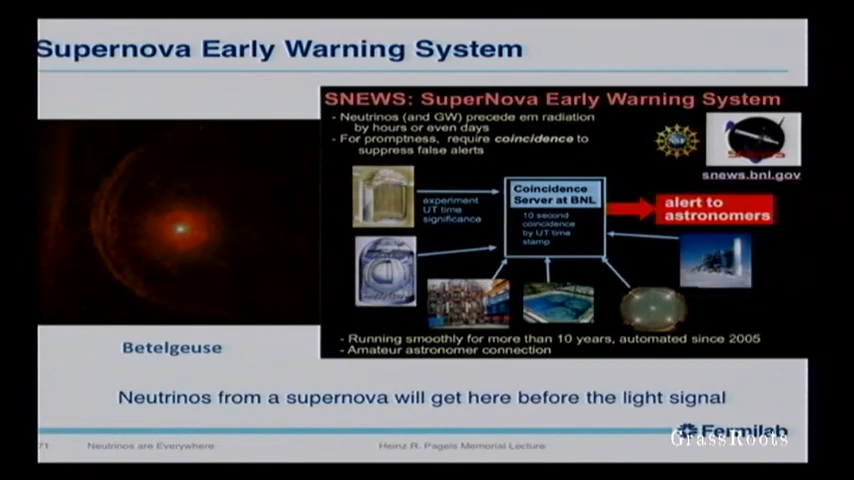 Supernova Early Warning System
SNEWS: SuperNova Early Warning System
- Neutrinos (and GW) precede em radiation
by hours or even days
- For promptness, require coincidence to
suppress false alerts
NSF
snews.bnl.gov
experiment
UT time
significance
Coincidence
Server at BNL
10 second
coincidence
by UT time
stamp
alert to
astronomers
- Running smoothly for more than 10 years, automated since 2005
- Amateur astronomer connection
Betelgeuse
Neutrinos from a supernova will get here before the light signal
71 Neutrinos are Everywhere Heinz R. Pagels Memorial Lecture
Fermilab
GrassRoots